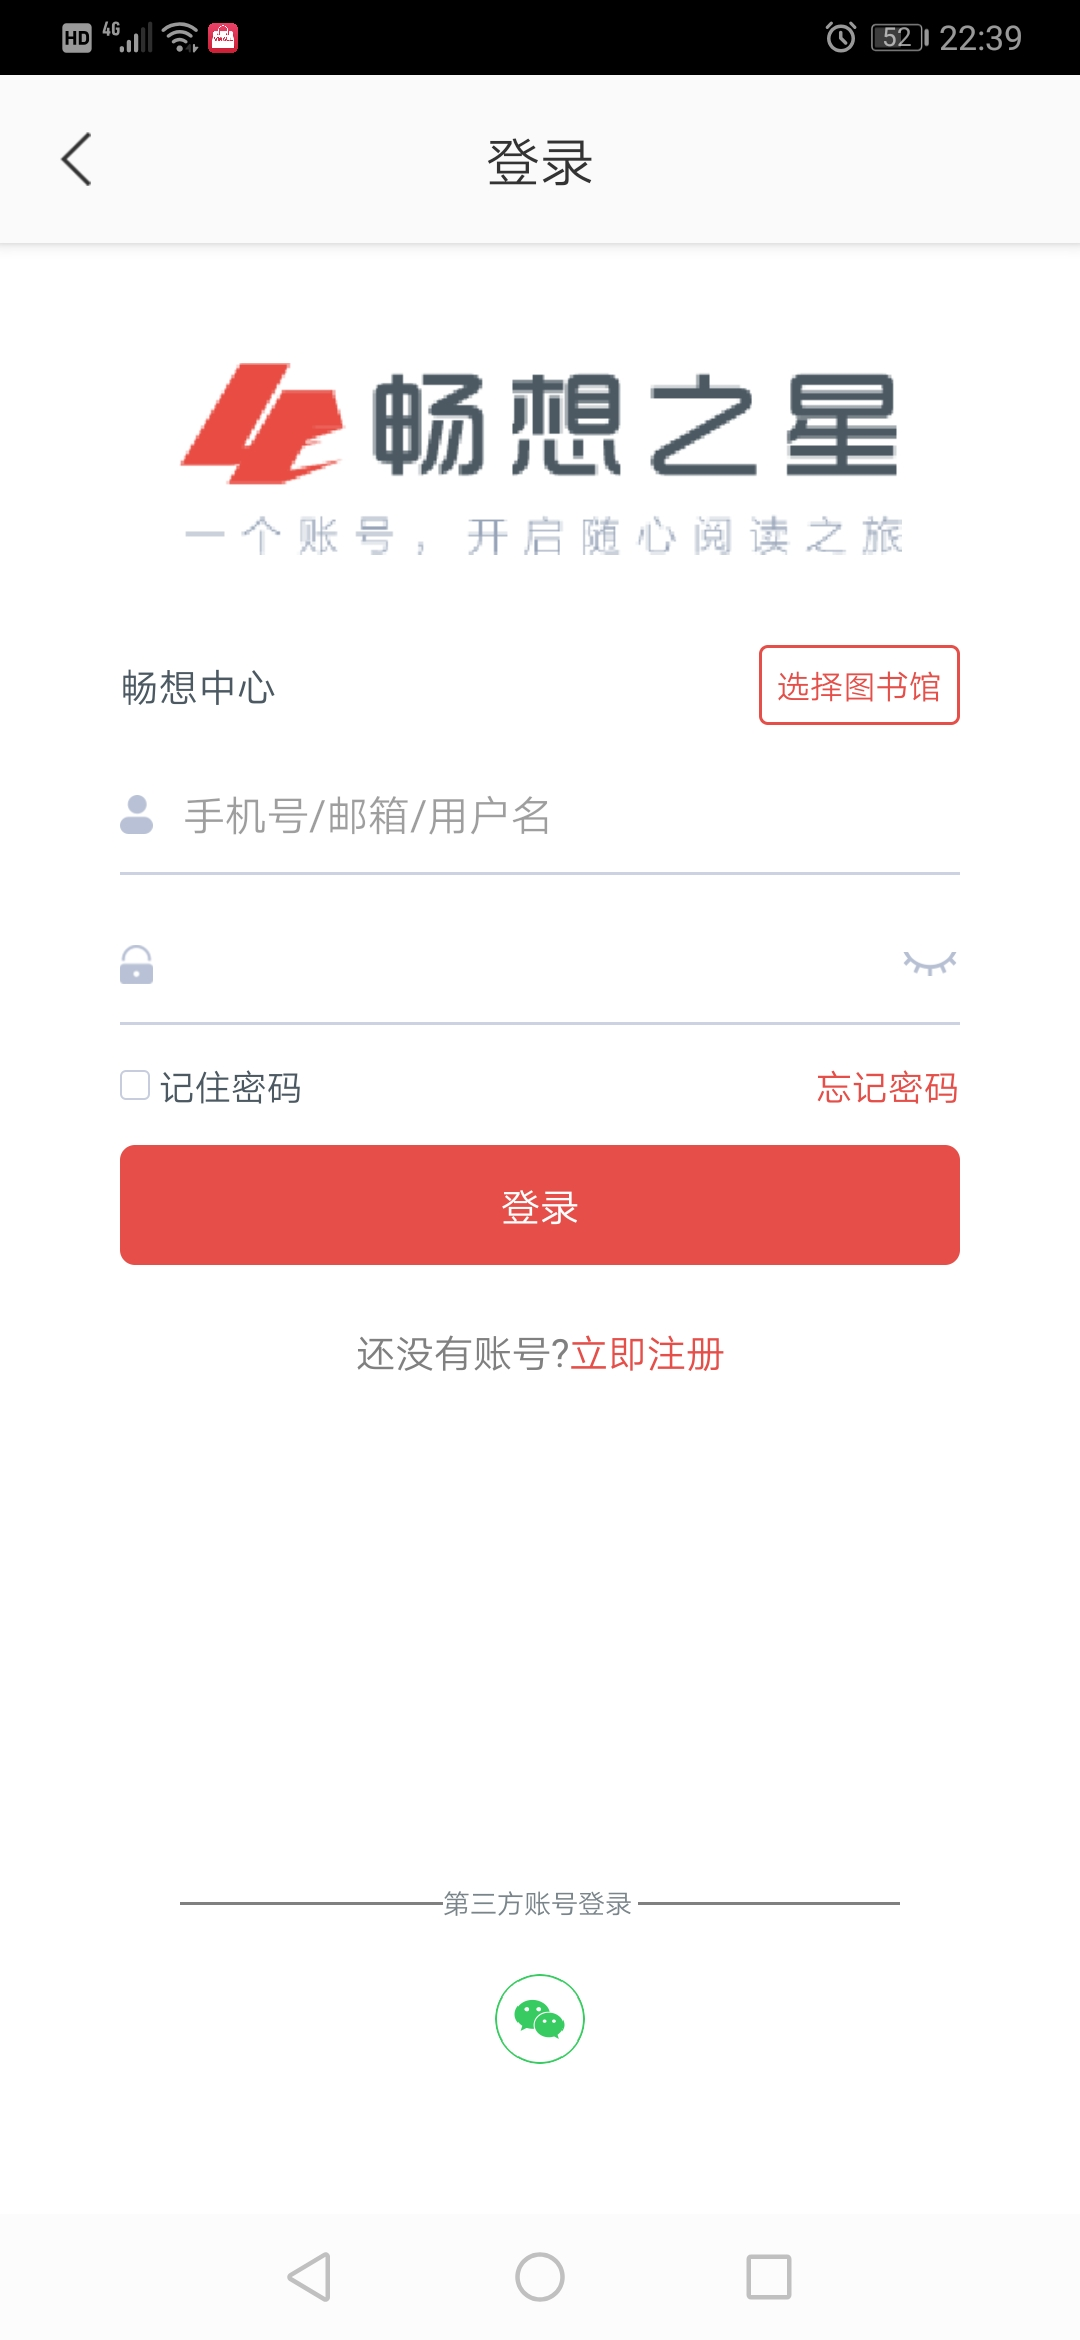 HD 4G 52 22:39
登录
畅想之星
一个账号，开启随心阅读之旅
畅想中心 选择图书馆
手机号/邮箱/用户名
记住密码 忘记密码
登录
还没有账号?立即注册
第三方账号登录